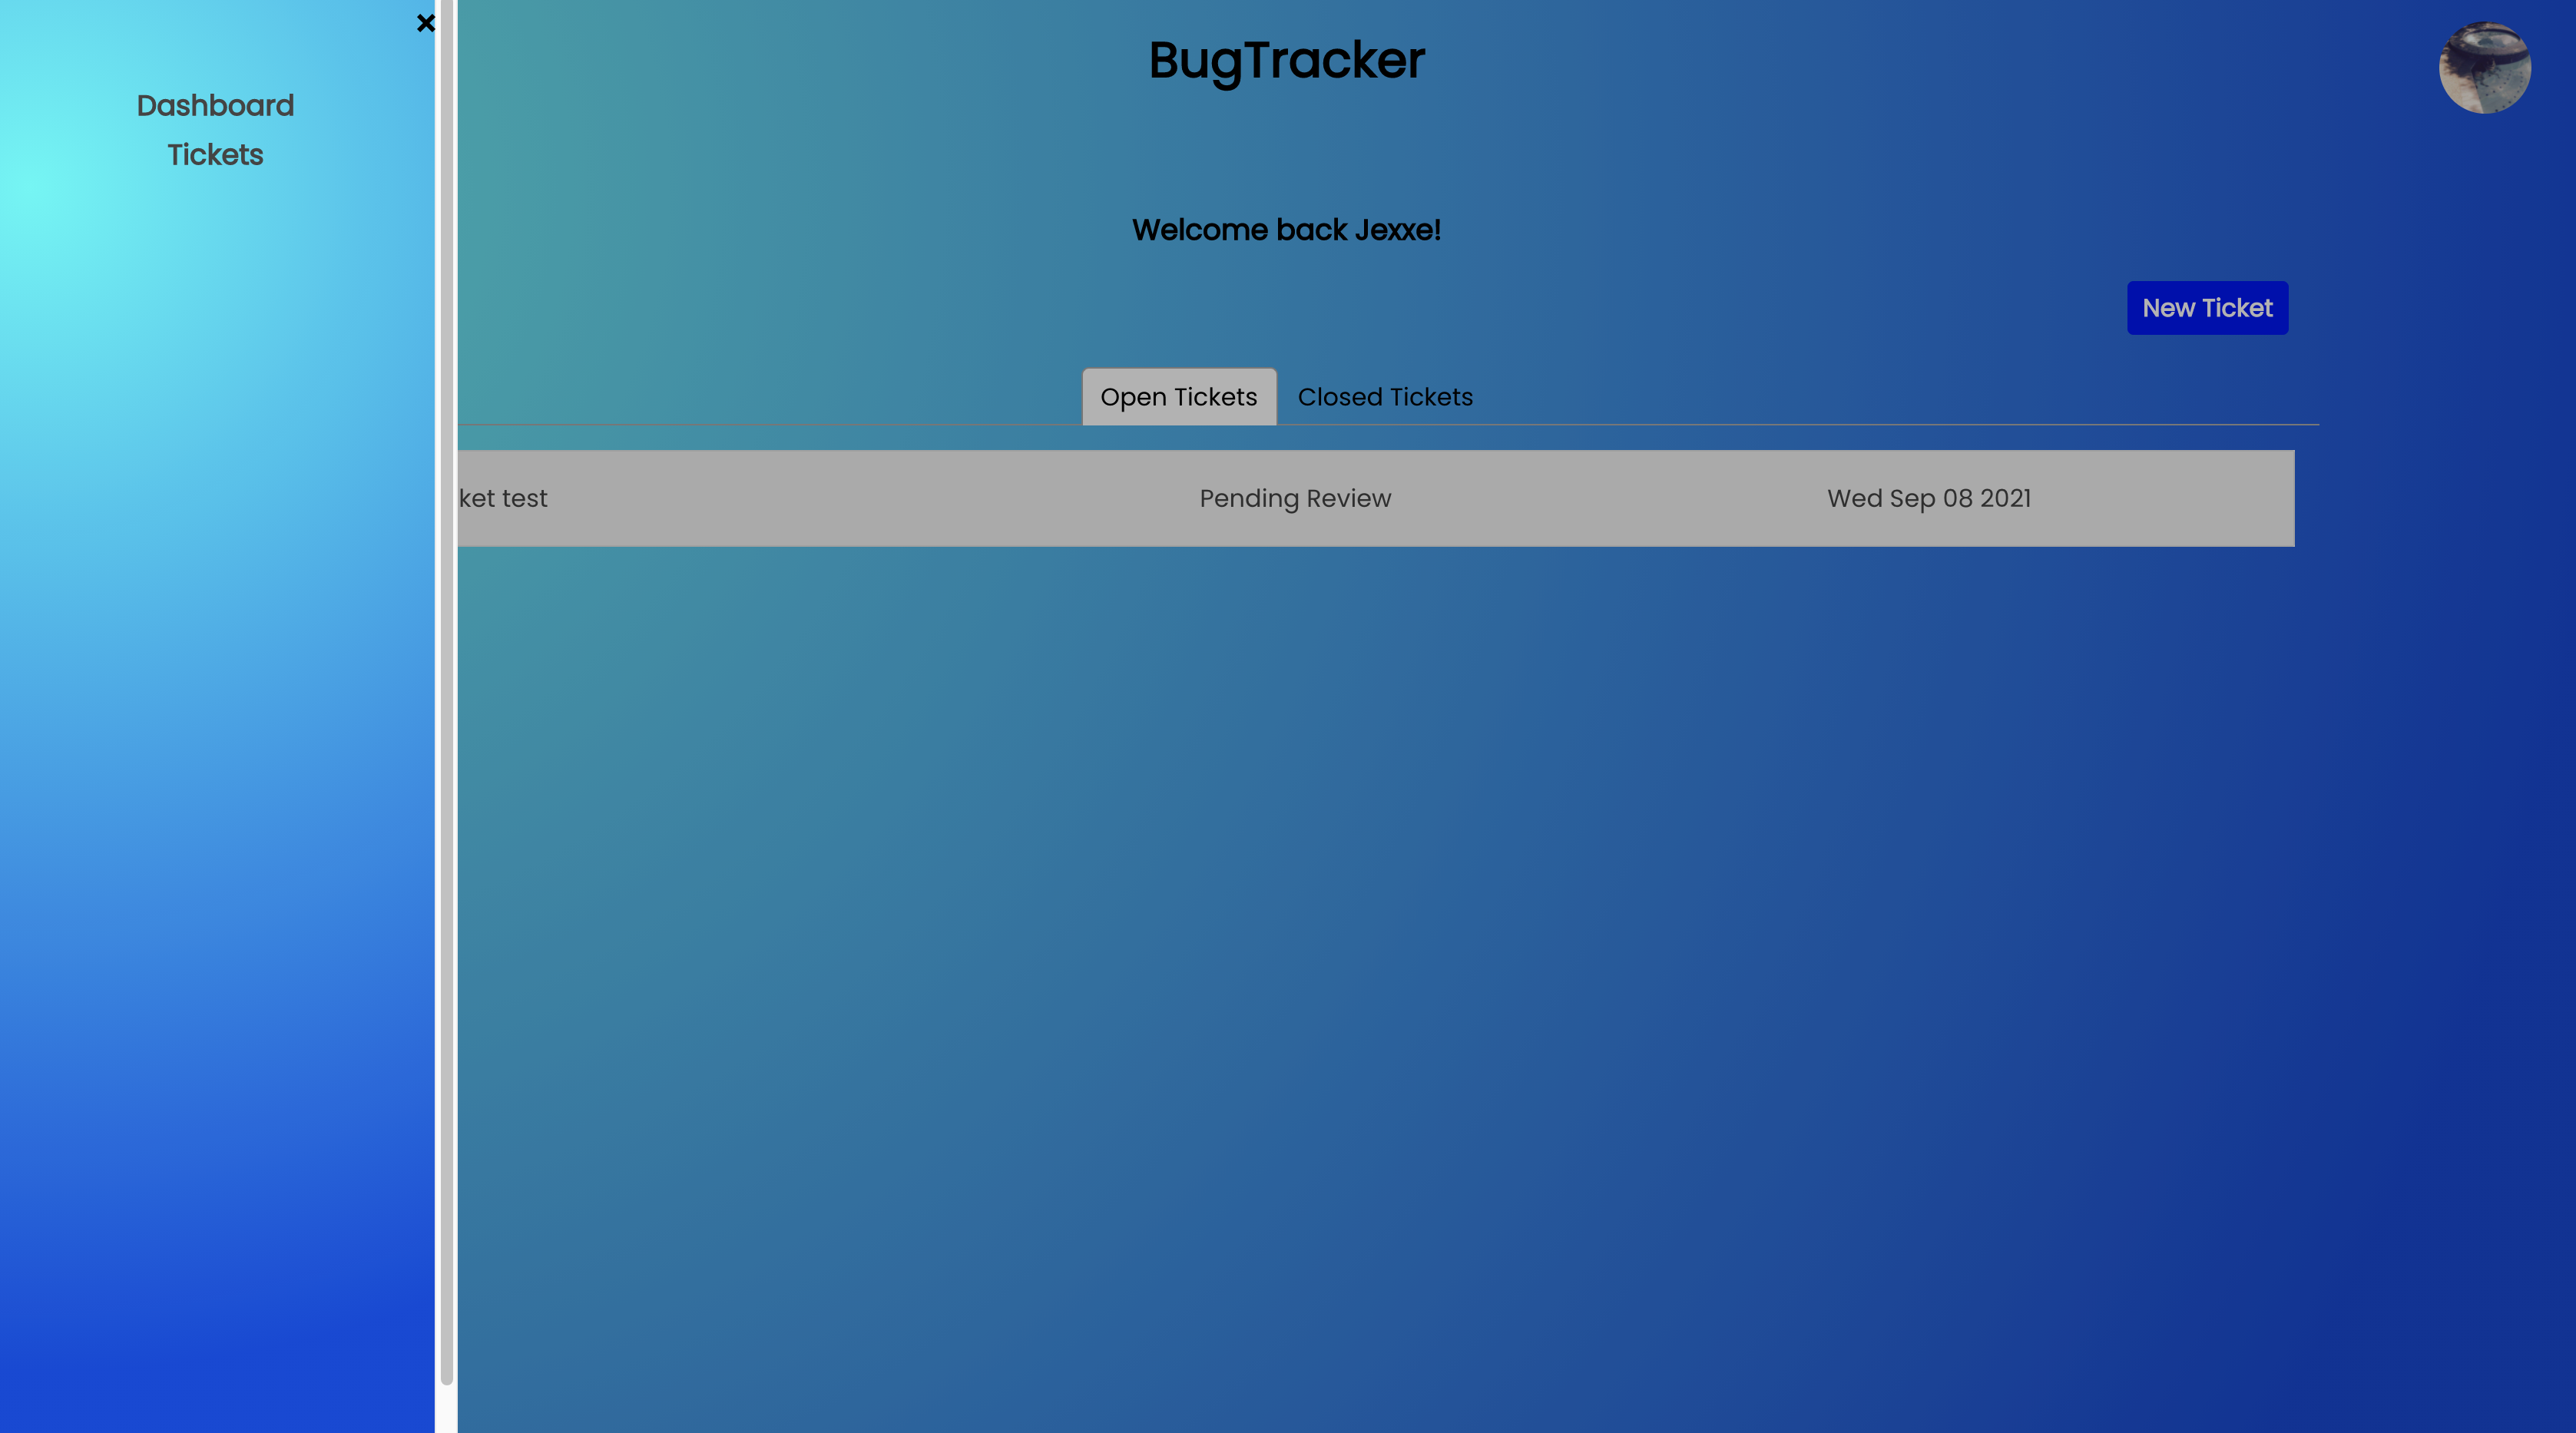 BugTracker
Dashboard
Tickets
Welcome back Jexxe!
New Ticket
Open Tickets Closed Tickets
ket test Pending Review Wed Sep 08 2021